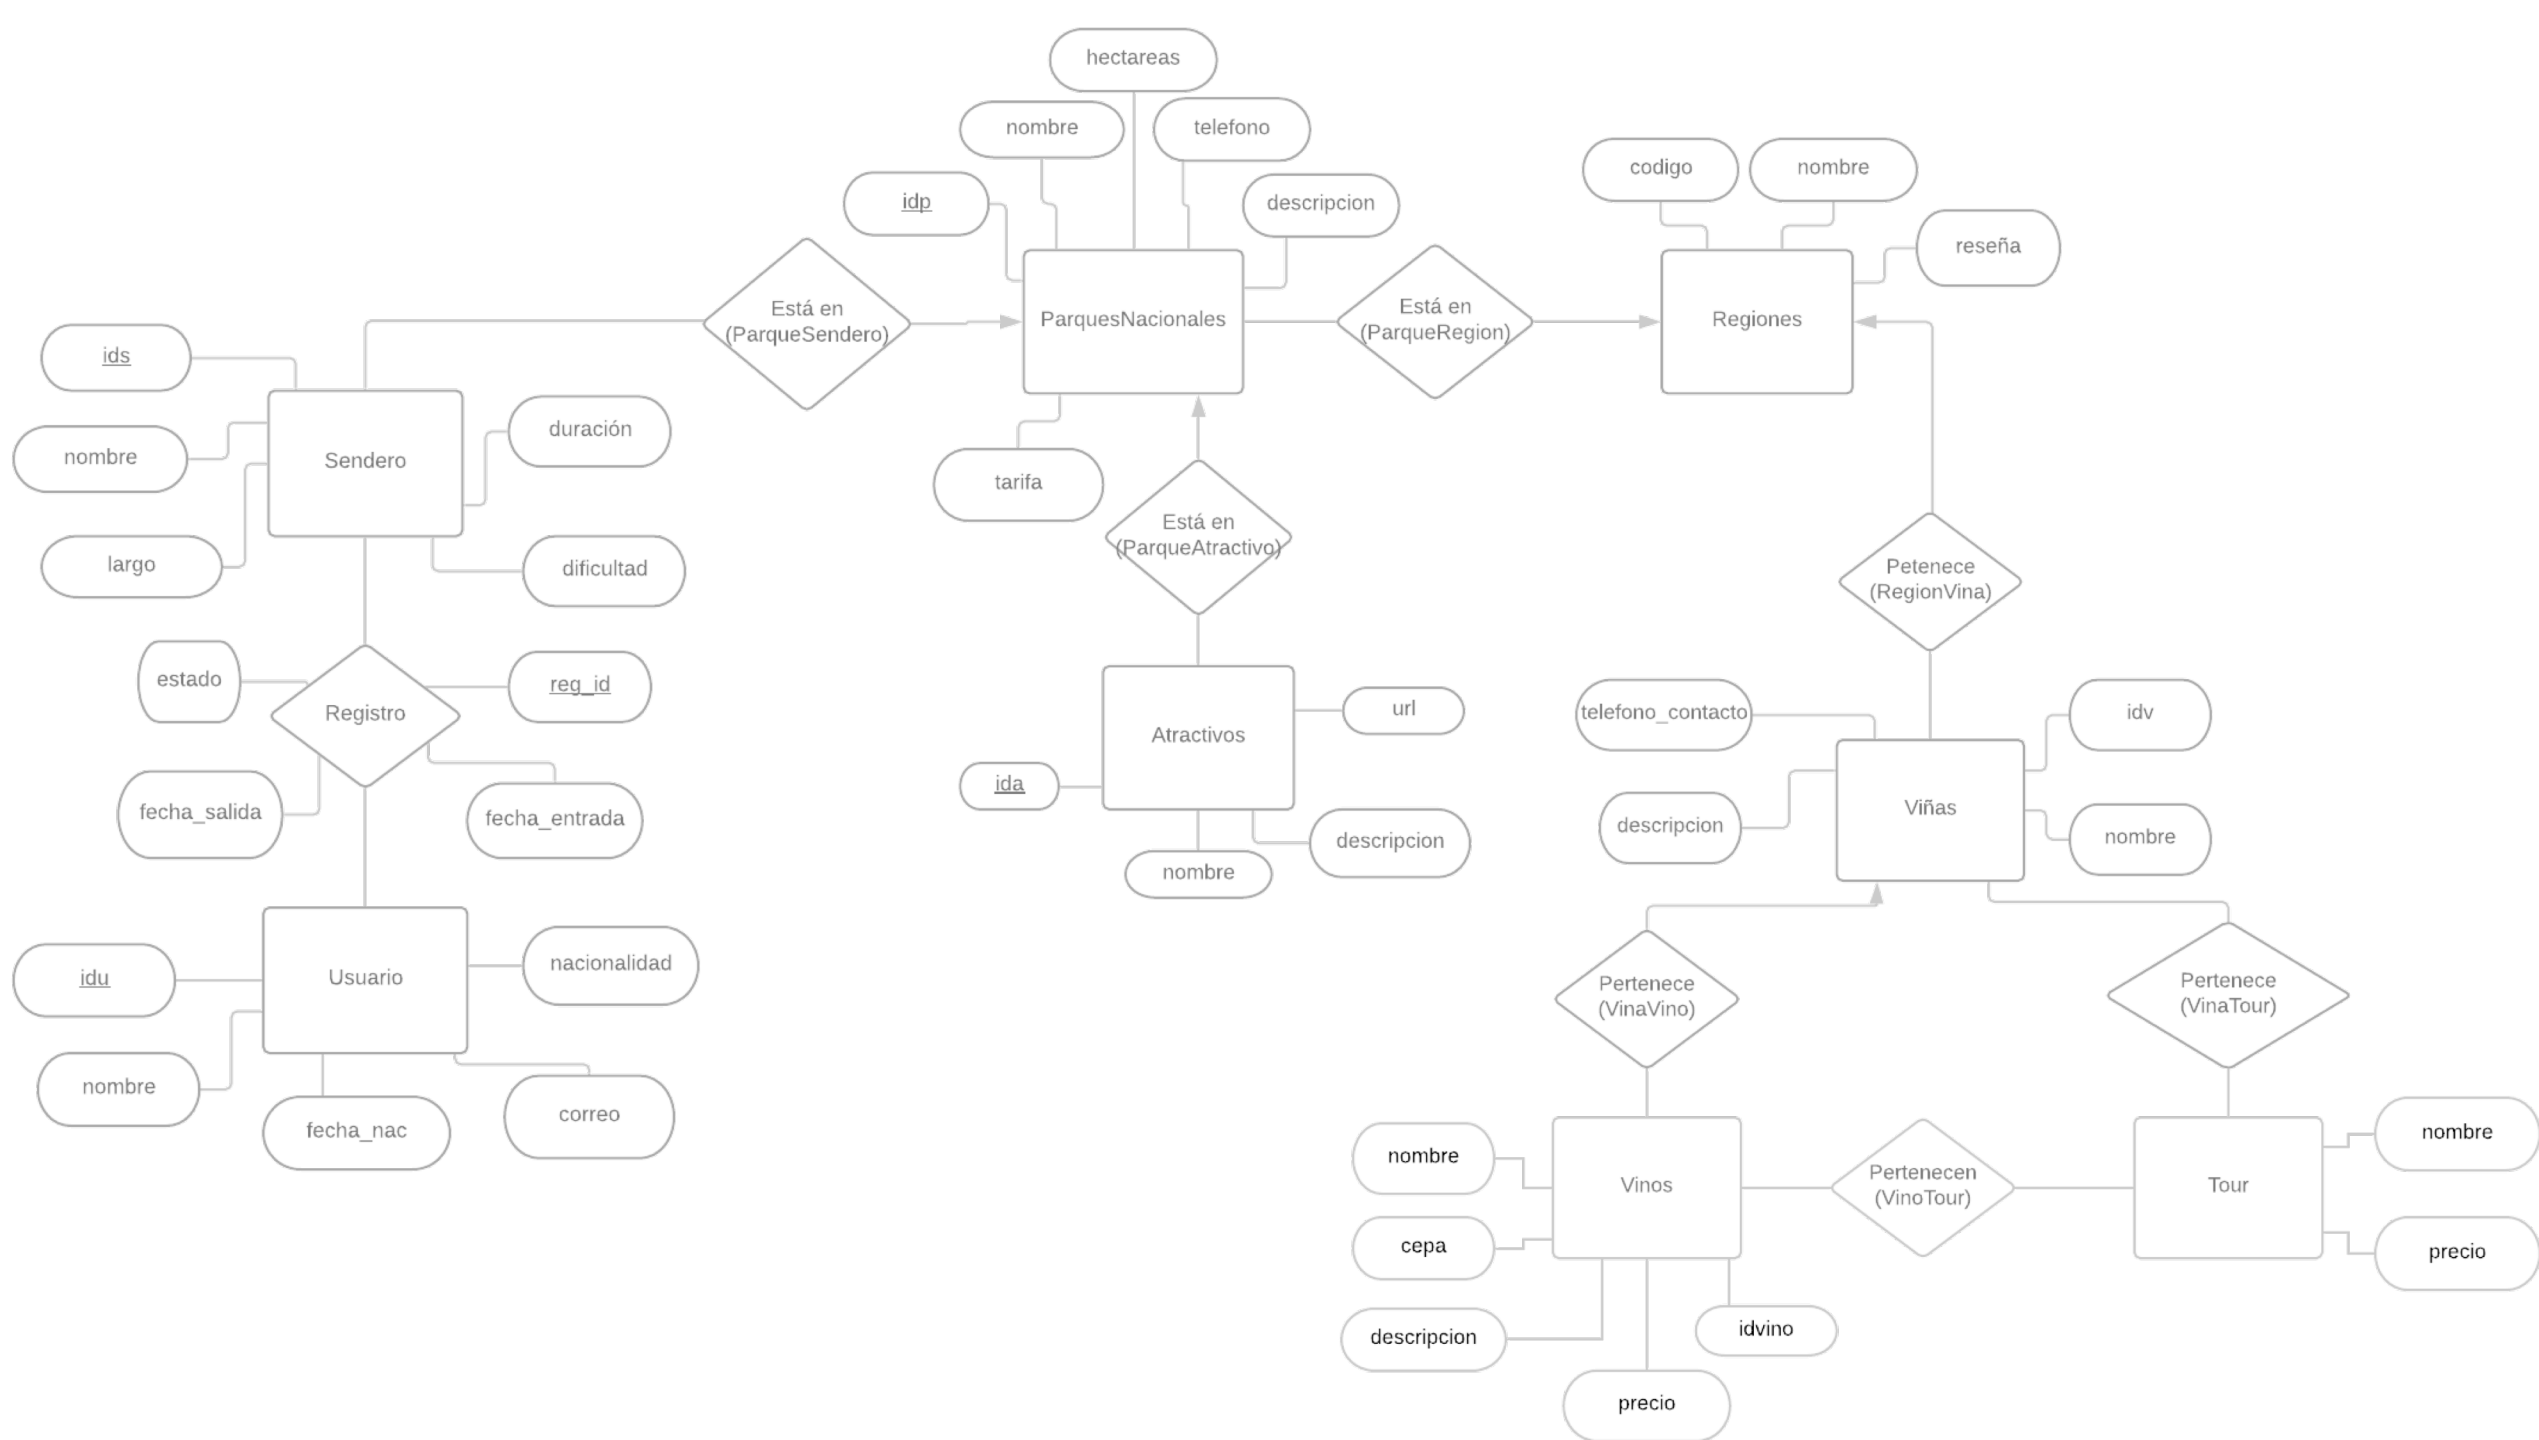 hectareas
nombre
telefono
idp
descripcion
codigo
nombre
reseña
Está en
(ParqueSendero)
ParquesNacionales
Está en
(ParqueRegion)
Regiones
ids
nombre
largo
Sendero
duración
dificultad
tarifa
Está en
(ParqueAtractivo)
Petenece
(RegionVina)
estado
Registro
reg_id
fecha_salida
fecha_entrada
Atractivos
url
ida
nombre
descripcion
telefono_contacto
idv
descripcion
Viñas
nombre
idu
Usuario
nacionalidad
nombre
fecha_nac
correo
Pertenece
(VinaVino)
Pertenece
(VinaTour)
nombre
Vinos
Pertenecen
(VinoTour)
Tour
nombre
cepa
precio
descripcion
idvino
precio